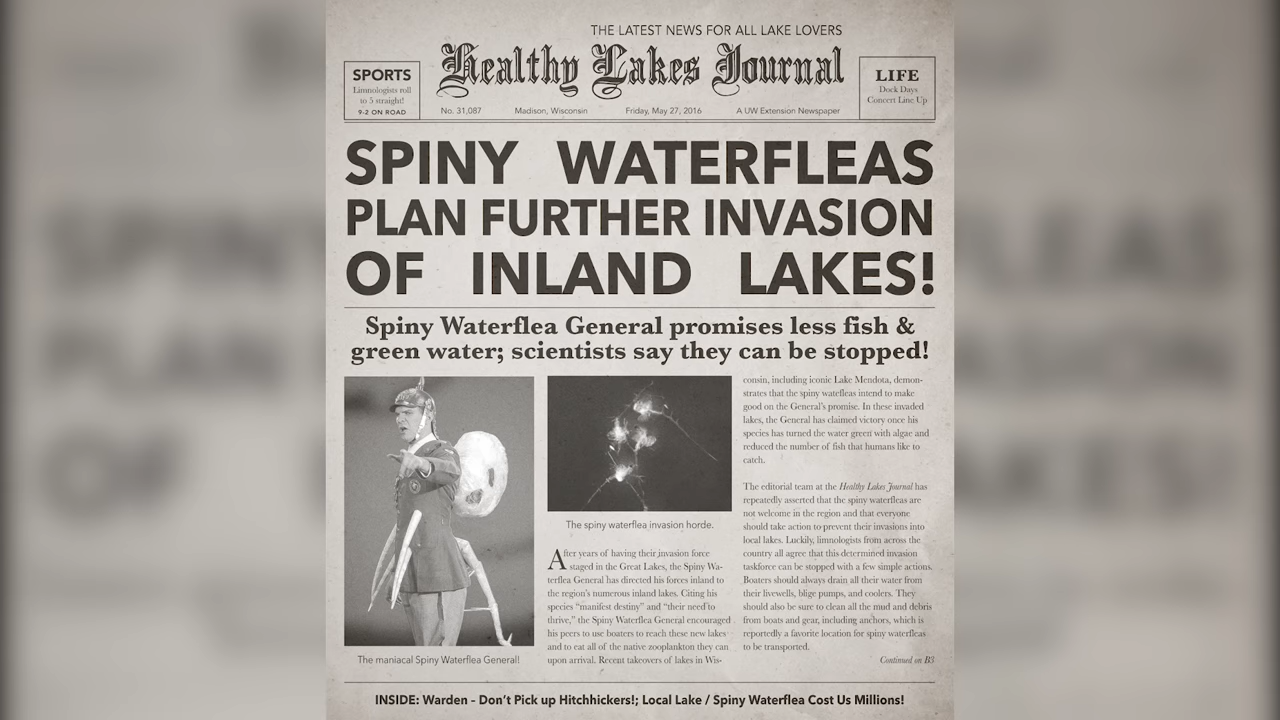 THE LATEST NEWS FOR ALL LAKE LOVERS
Healthy Lakes Journal
SPORTS
Limnologists roll
to 5 straight!
9-2 ON ROAD
LIFE
Dock Days
Concert Line Up
No. 31,087 Madison, Wisconsin Friday, May 27, 2016 A UW Extension Newspaper
SPINY WATERFLEAS
PLAN FURTHER INVASION
OF INLAND LAKES!
Spiny Waterflea General promises less fish &
green water; scientists say they can be stopped!
The maniacal Spiny Waterflea General!
The spiny waterflea invasion horde.
After years of having their invasion force
staged in the Great Lakes, the Spiny Wa-
terflea General has directed his forces inland to
the region's numerous inland lakes. Citing his
species "manifest destiny" and "their need to
thrive," the Spiny Waterflea General encouraged
his peers to use boaters to reach these new lakes
and to eat all of the native zooplankton they can
upon arrival. Recent takeovers of lakes in Wis-
consin, including iconic Lake Mendota, demon-
strates that the spiny watefleas intend to make
good on the General's promise. In these invaded
lakes, the General has claimed victory once his
species has turned the water green with algae and
reduced the number of fish that humans like to
catch.
The editorial team at the Healthy Lakes Journal has
repeatedly asserted that the spiny waterfleas are
not welcome in the region and that everyone
should take action to prevent their invasions into
local lakes. Luckily, limnologists from across the
country all agree that this determined invasion
taskforce can be stopped with a few simple actions.
Boaters should always drain all their water from
their livewells, blige pumps, and coolers. They
should also be sure to clean all the mud and debris
from boats and gear, including anchors, which is
reportedly a favorite location for spiny waterfleas
to be transported.
Continued on B3
INSIDE: Warden - Don't Pick up Hitchhickers!; Local Lake / Spiny Waterflea Cost Us Millions!